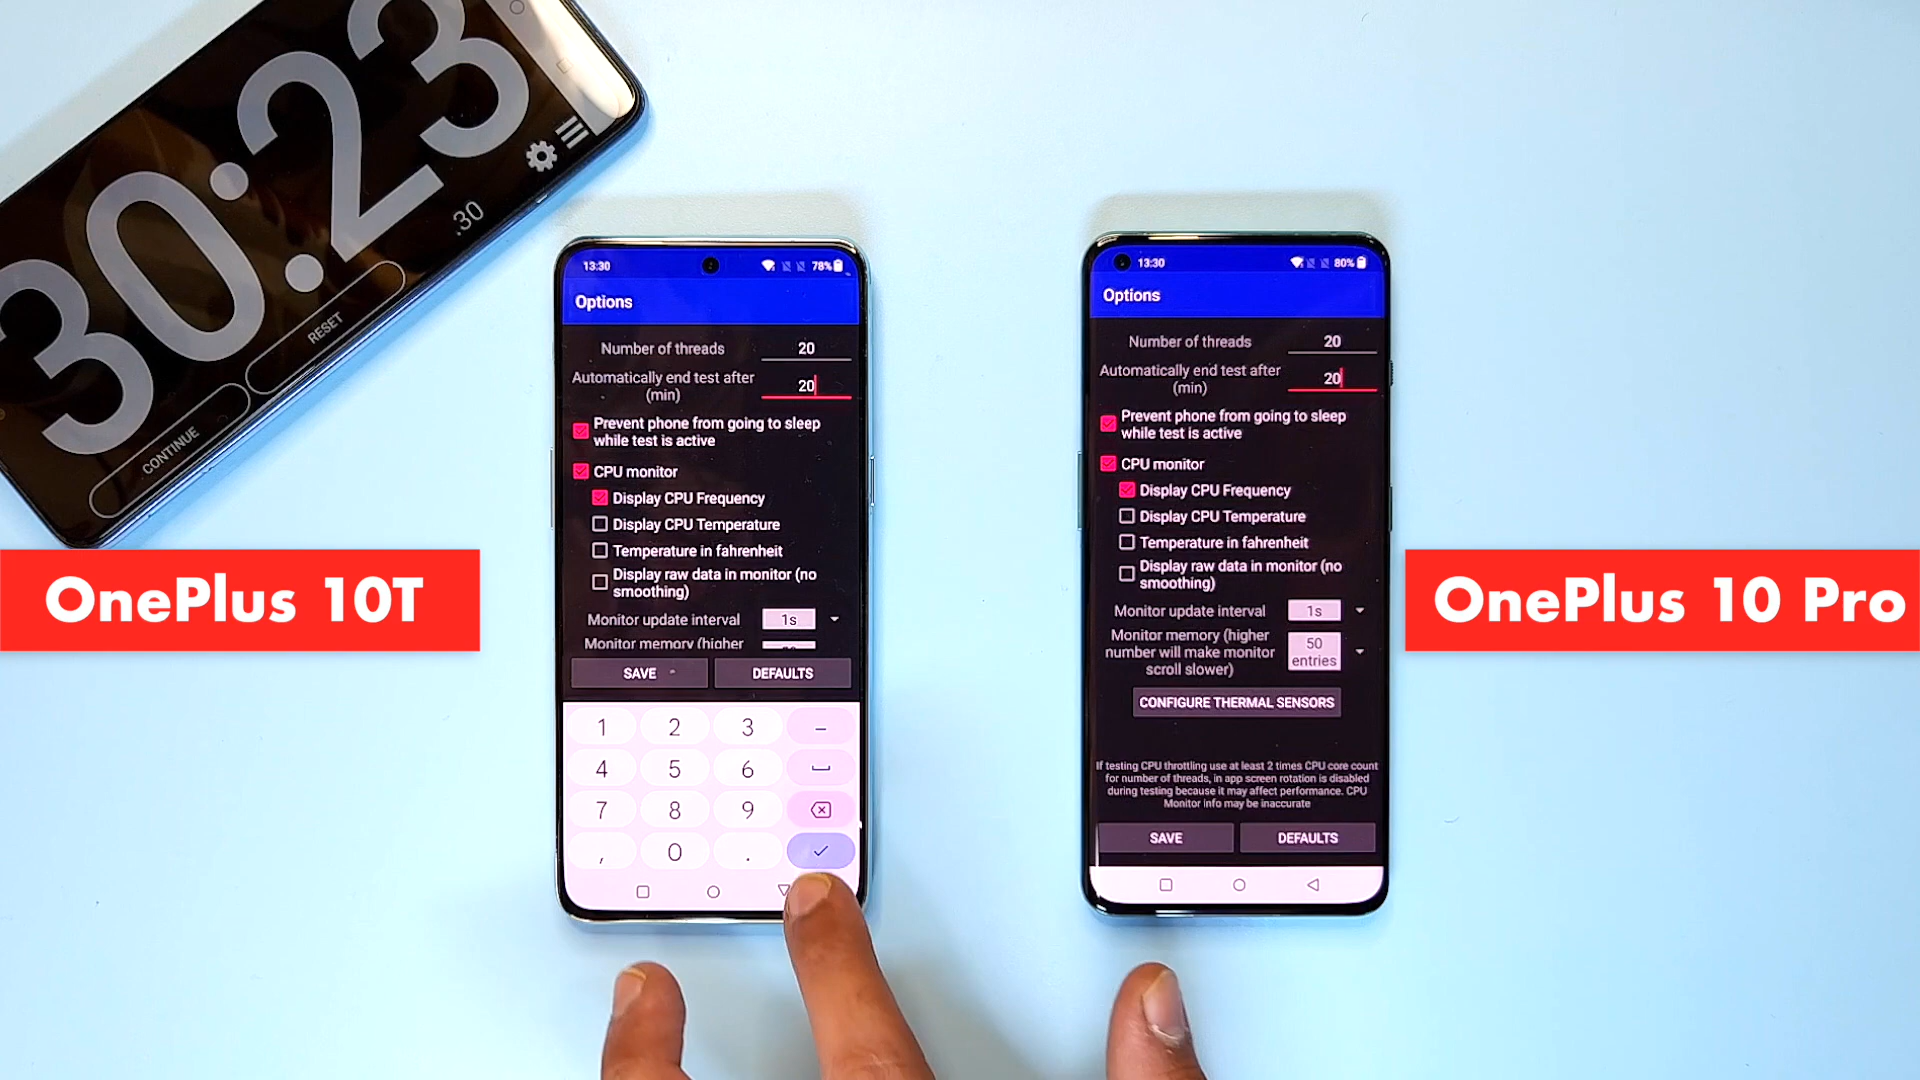 30:23
.30
RESET
CONTINUE
OnePlus 10T
13:30
78%
Options
Number of threads 20
Automatically end test after
(min)
20
Prevent phone from going to sleep
while test is active
CPU monitor
Display CPU Frequency
Display CPU Temperature
Temperature in fahrenheit
Display raw data in monitor (no
smoothing)
Monitor update interval 1s
Monitor memory (higher
SAVE DEFAULTS
1 2 3 –
4 5 6
7 8 9
, 0 .
13:30
80%
Options
Number of threads 20
Automatically end test after
(min)
20
Prevent phone from going to sleep
while test is active
CPU monitor
Display CPU Frequency
Display CPU Temperature
Temperature in fahrenheit
Display raw data in monitor (no
smoothing)
Monitor update interval 1s
Monitor memory (higher
number will make monitor
scroll slower)
50
entries
CONFIGURE THERMAL SENSORS
If testing CPU throttling use at least 2 times CPU core count
for number of threads, in app screen rotation is disabled
during testing because it may affect performance. CPU
Monitor info may be inaccurate
SAVE DEFAULTS
OnePlus 10 Pro